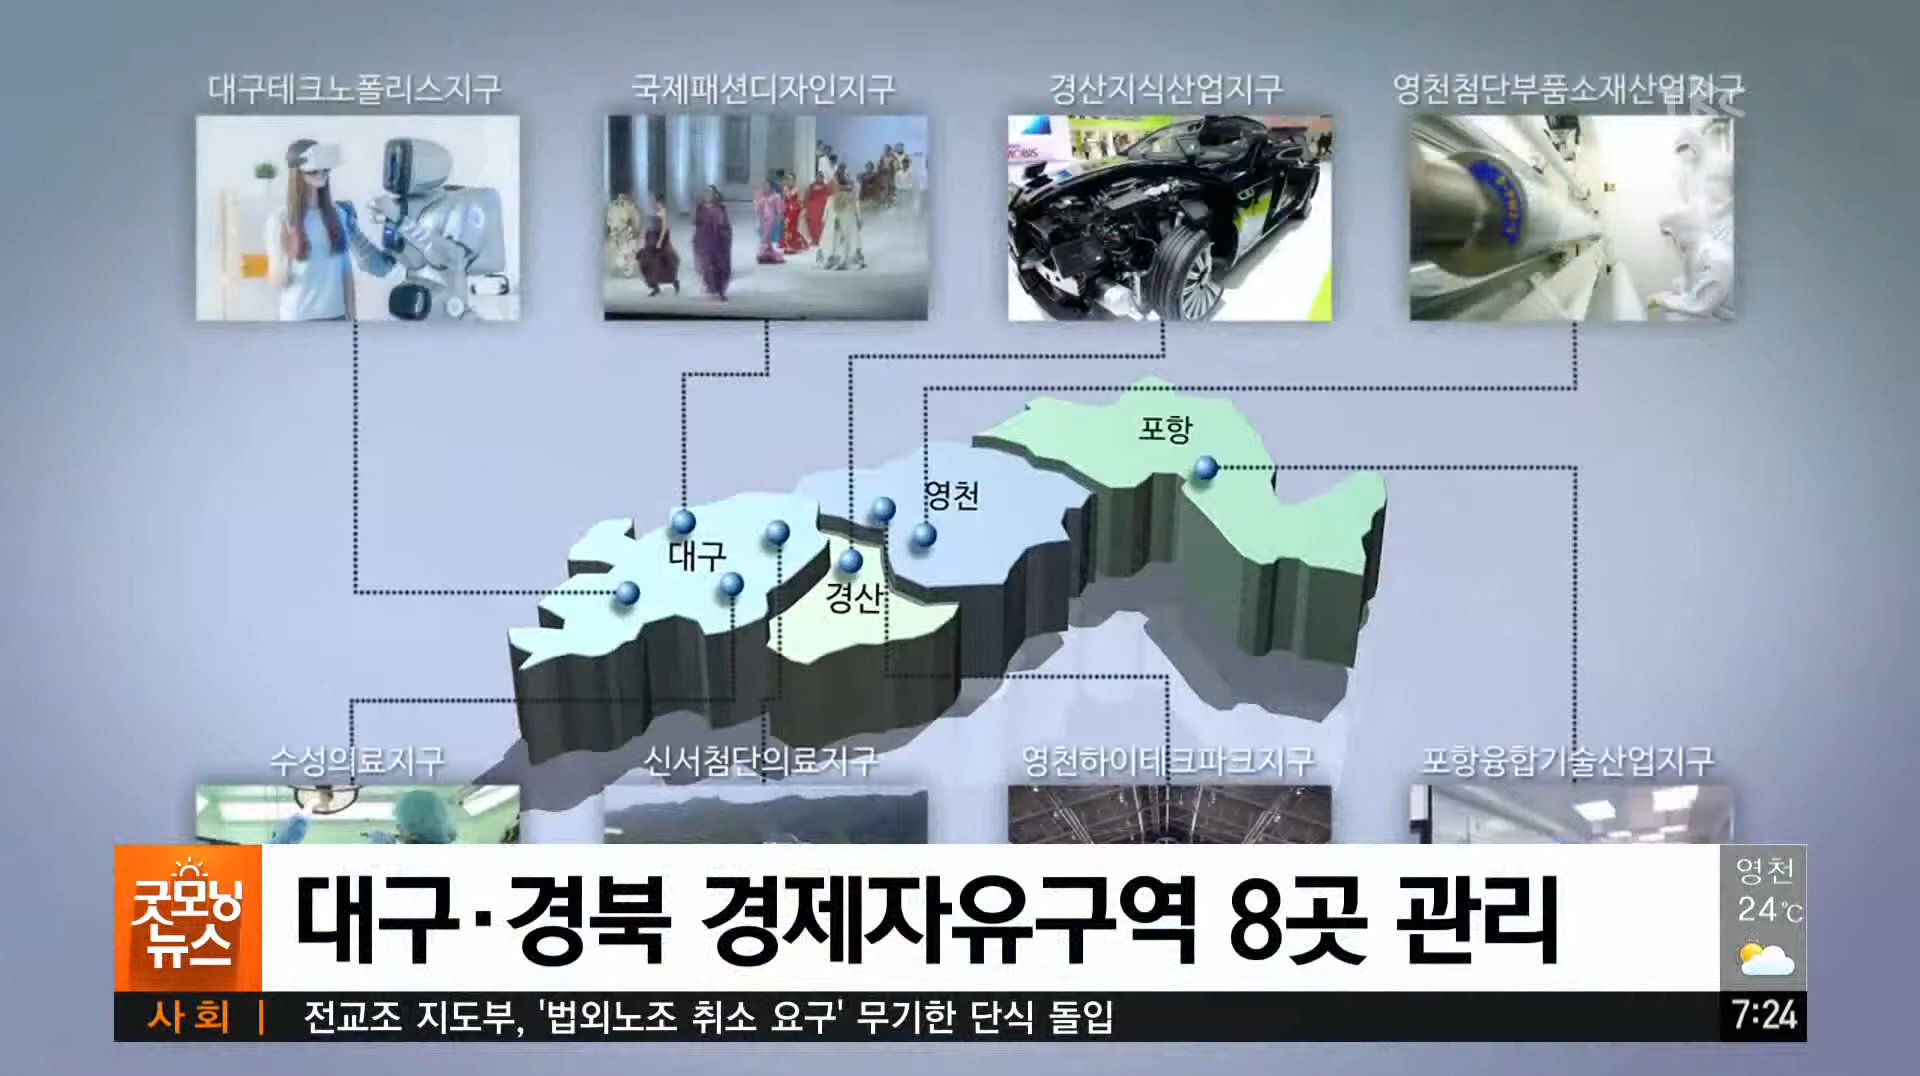 대구테크노폴리스지구
국제패션디자인지구
경산지식산업지구
영천첨단부품소재산업지구
포항
영천
대구
경산
수성의료지구
신서첨단의료지구
영천하이테크파크지구
포항융합기술산업지구
굿모닝
뉴스
대구·경북 경제자유구역 8곳 관리
영천
24℃
사회 | 전교조 지도부, '법외노조 취소 요구' 무기한 단식 돌입
7:24